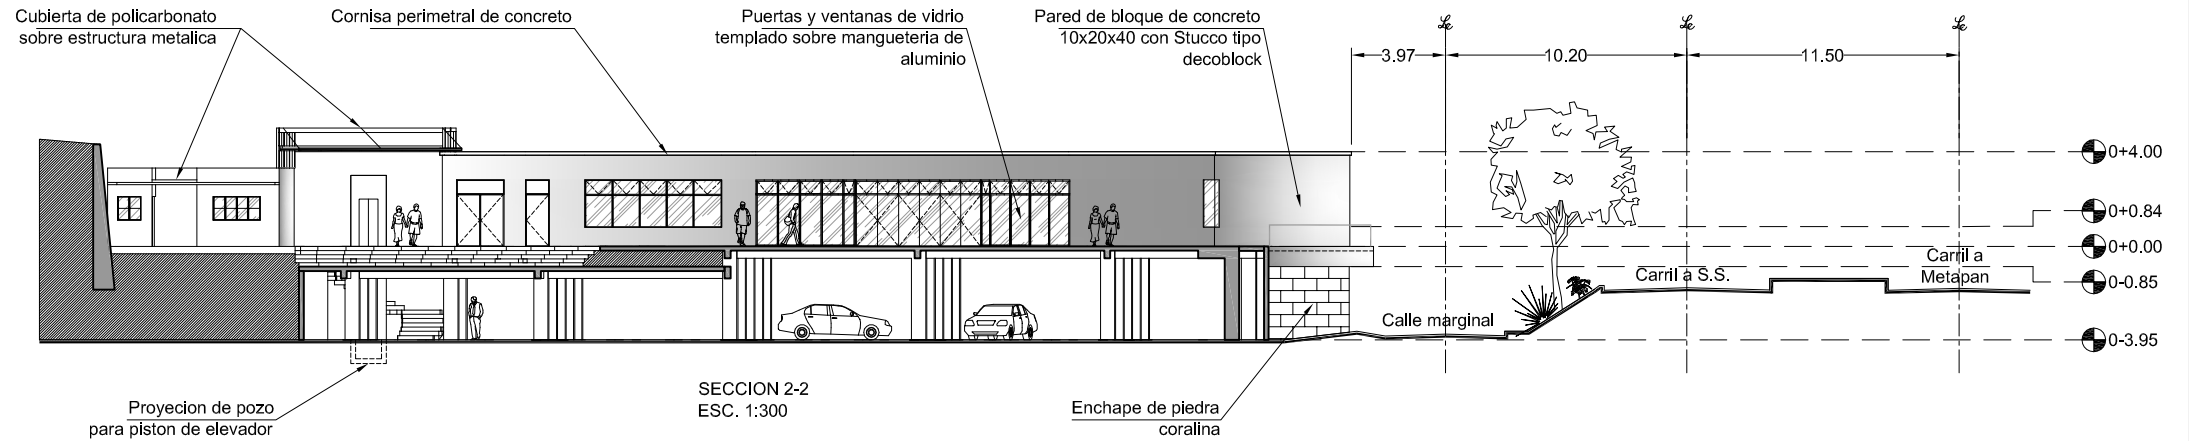 Cubierta de policarbonato
sobre estructura metalica
Cornisa perimetral de concreto
Puertas y ventanas de vidrio
templado sobre mangueteria de
aluminio
Pared de bloque de concreto
10x20x40 con Stucco tipo
decoblock
3.97
10.20
11.50
0+4.00
0+0.84
0+0.00
0-0.85
0-3.95
Carril a S.S.
Carril a
Metapan
Calle marginal
SECCION 2-2
ESC. 1:300
Proyecion de pozo
para piston de elevador
Enchape de piedra
coralina